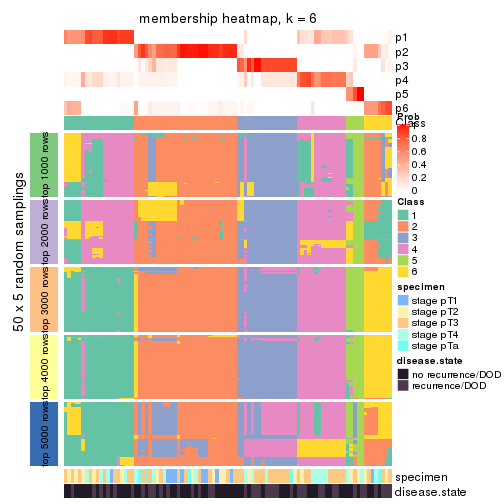 membership heatmap, k = 6
p1
p2
p3
p4
p5
p6
Class
Prob
0.8
0.6
0.4
0.2
0
Class
1
2
3
4
5
6
specimen
stage pT1
stage pT2
stage pT3
stage pT4
stage pTa
disease.state
no recurrence/DOD
recurrence/DOD
50 x 5 random samplings
top 1000 rows
top 2000 rows
top 3000 rows
top 4000 rows
top 5000 rows
specimen
disease.state